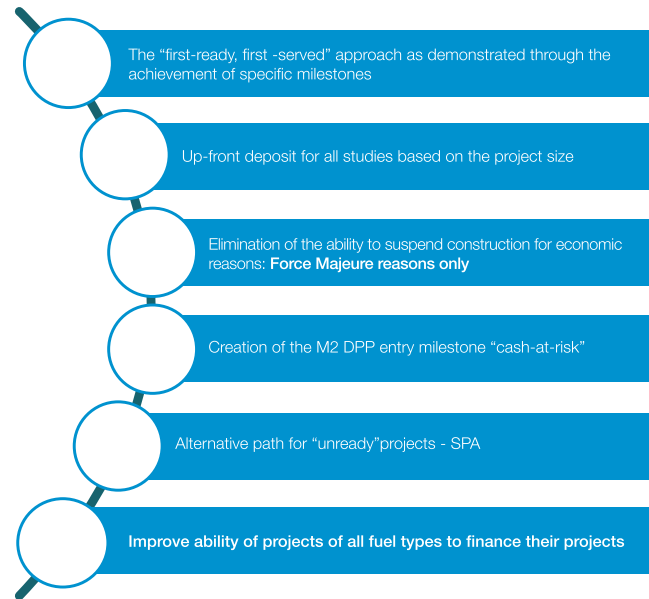 The “first-ready, first -served” approach as demonstrated through the
achievement of specific milestones
Up-front deposit for all studies based on the project size
Elimination of the ability to suspend construction for economic
reasons: Force Majeure reasons only
Creation of the M2 DPP entry milestone “cash-at-risk”
Alternative path for “unready”projects - SPA
Improve ability of projects of all fuel types to finance their projects